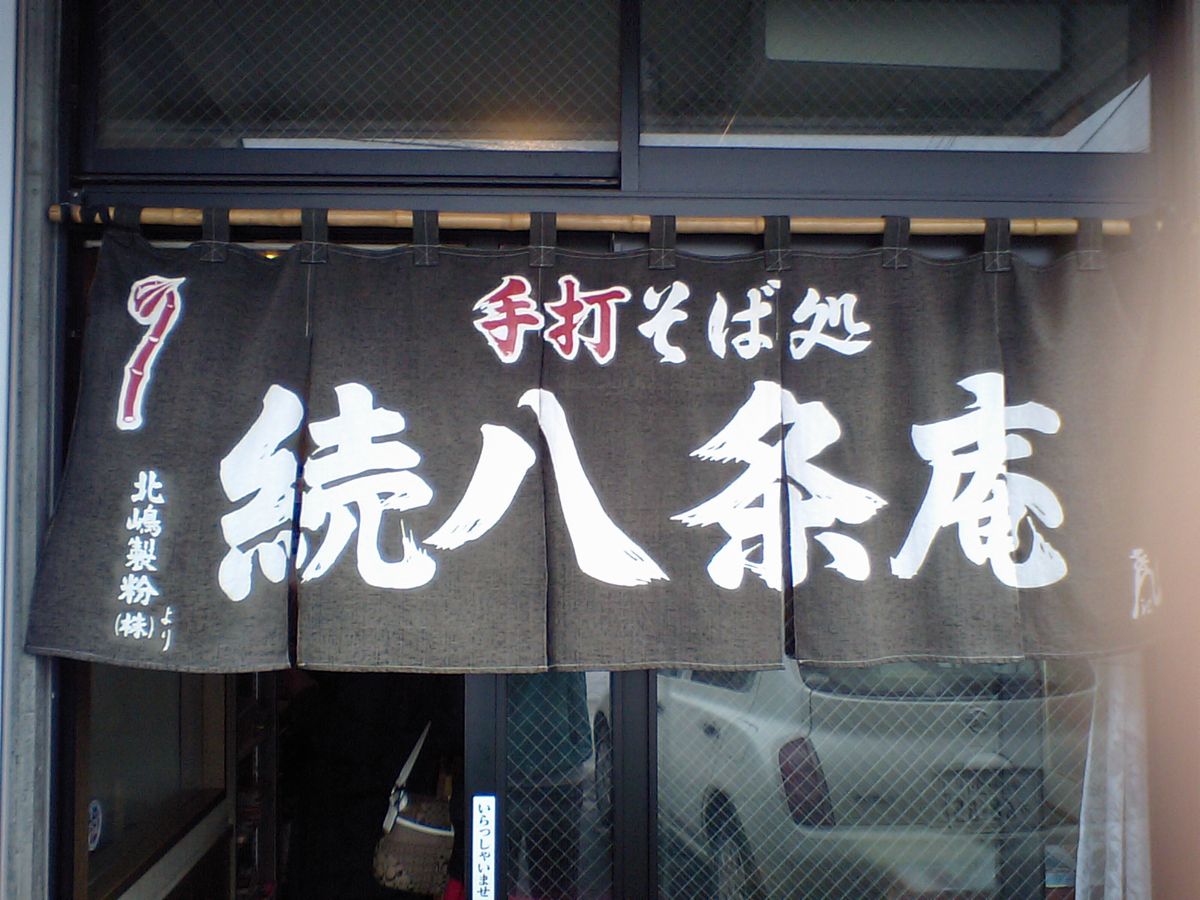 手打そば処
続八条庵
北嶋製粉(株)より
いらっしゃいませ